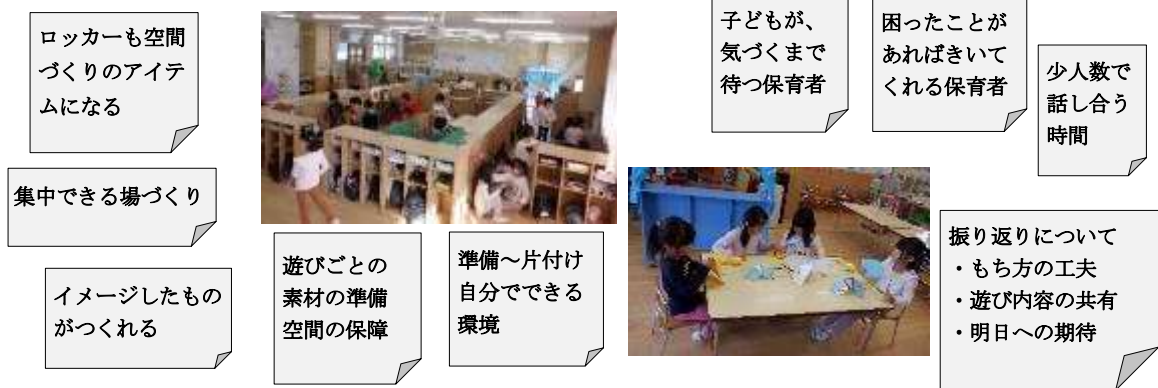 ロッカーも空間
づくりのアイテ
ムになる
集中できる場づくり
イメージしたもの
がつくれる
遊びごとの
素材の準備
空間の保障
準備～片付け
自分でできる
環境
子どもが、
気づくまで
待つ保育者
困ったことが
あればきいて
くれる保育者
少人数で
話し合う
時間
振り返りについて
・もち方の工夫
・遊び内容の共有
・明日への期待